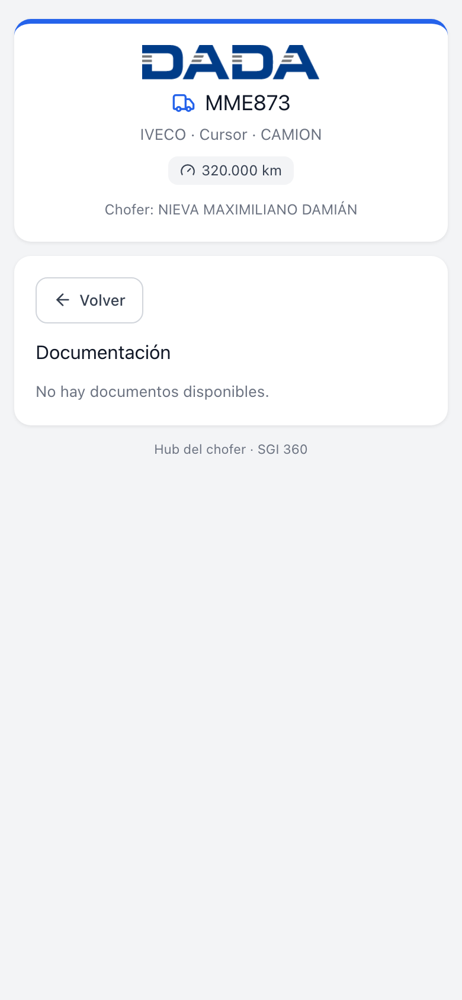 DADA
MME873
IVECO · Cursor · CAMION
320.000 km
Chofer: NIEVA MAXIMILIANO DAMIÁN
Volver
Documentación
No hay documentos disponibles.
Hub del chofer · SGI 360